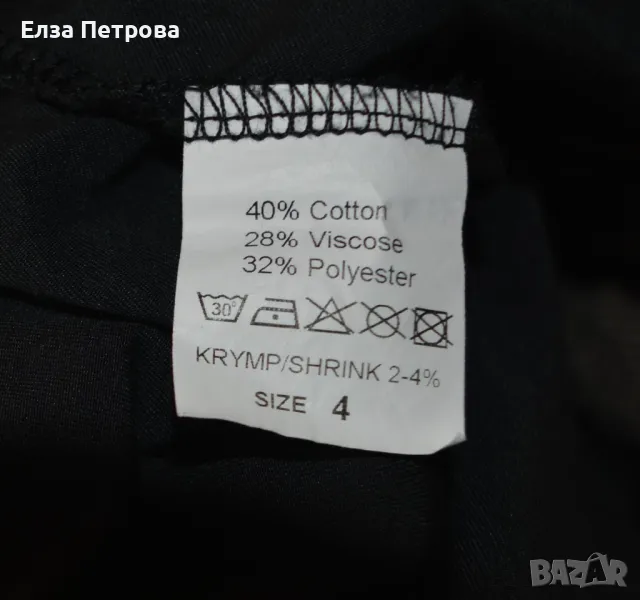 Елза Петрова
40% Cotton
28% Viscose
32% Polyester
30°
KRYMP/SHRINK 2-4%
SIZE 4
BAZAR